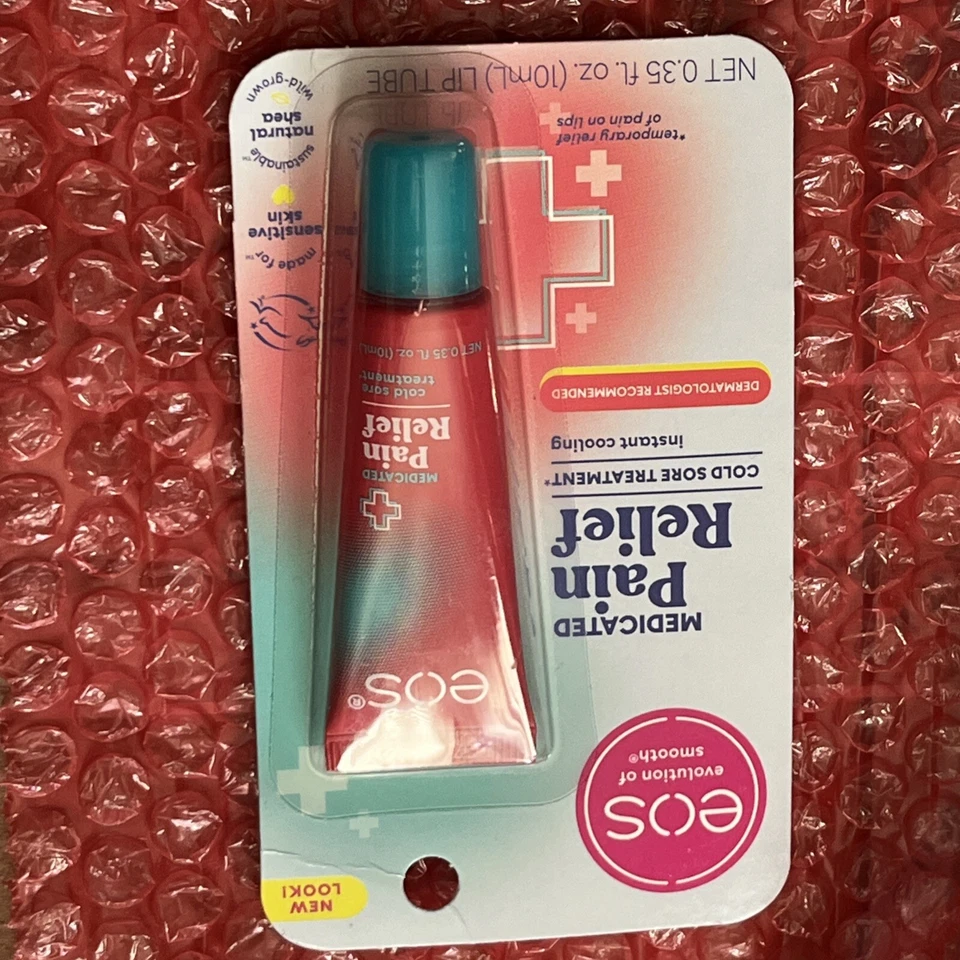 NEW
LOOK!
eos
evolution of
smooth®
MEDICATED
Pain
Relief
COLD SORE TREATMENT*
instant cooling
DERMATOLOGIST RECOMMENDED
*temporary relief
of pain on lips
NET 0.35 fl. oz. (10mL) LIP TUBE
eos®
MEDICATED
Pain
Relief
cold sore
treatment*
NET 0.35 fl. oz. (10mL)
made for™
sensitive
skin
sustainable™
natural
shea
wild-grown